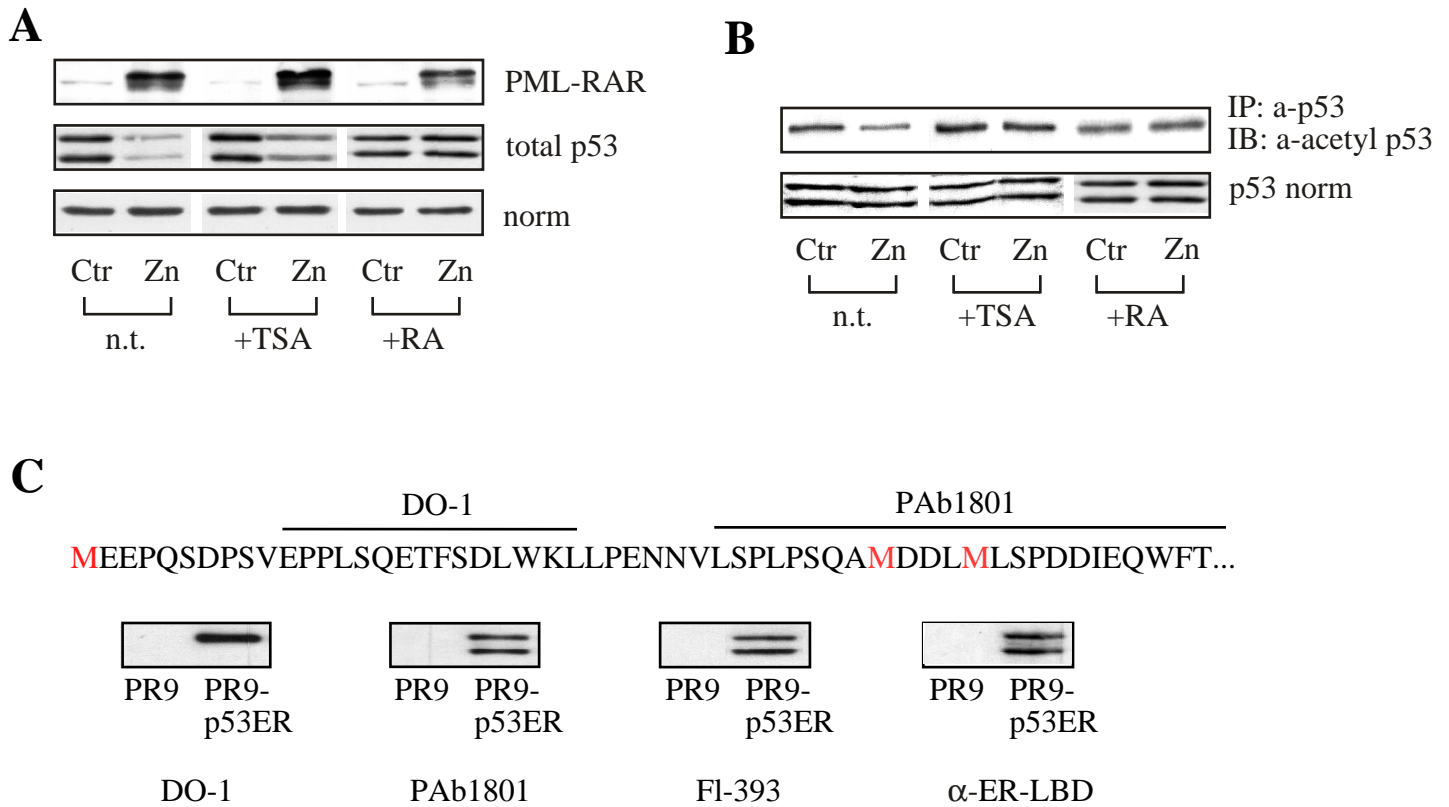 A
PML-RAR
total p53
norm
Ctr Zn Ctr Zn Ctr Zn
n.t. +TSA +RA
B
IP: a-p53
IB: a-acetyl p53
p53 norm
Ctr Zn Ctr Zn Ctr Zn
n.t. +TSA +RA
C
DO-1 PAb1801
MEEPQSDPSVEPPLSQETFSDLWKLLPENNVLSPLPSQAMDDLMLSPDDIEQWFT...
PR9 PR9- PR9 PR9- PR9 PR9- PR9 PR9-
p53ER p53ER p53ER p53ER
DO-1 PAb1801 Fl-393 α-ER-LBD